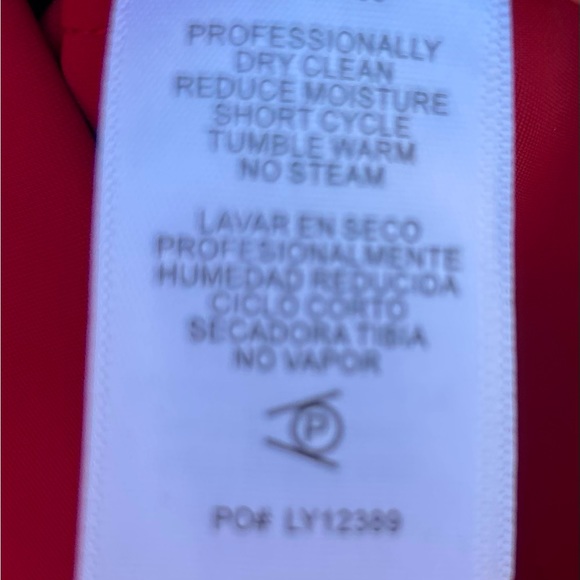 PROFESSIONALLY
DRY CLEAN
REDUCE MOISTURE
SHORT CYCLE
TUMBLE WARM
NO STEAM
LAVAR EN SECO
PROFESIONALMENTE
HUMEDAD REDUCIDA
CICLO CORTO
SECADORA TIBIA
NO VAPOR
P
PO# LY12389